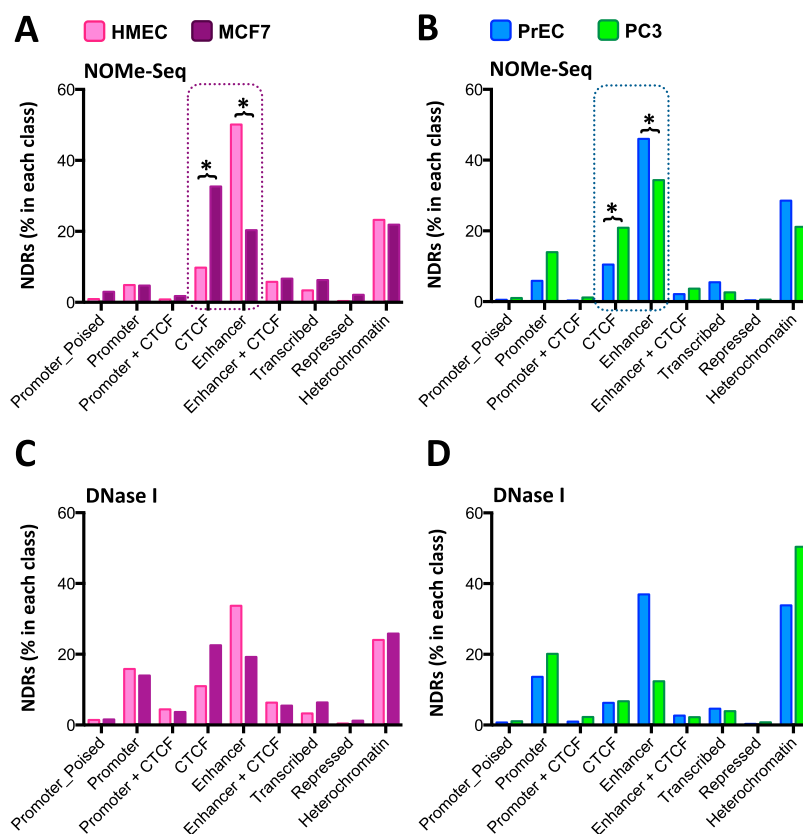 A
HMEC
MCF7
NOMe-Seq
NDRs (% in each class)
60
40
20
0
*
*
Promoter_Poised
Promoter
Promoter + CTCF
CTCF
Enhancer
Enhancer + CTCF
Transcribed
Repressed
Heterochromatin
B
PrEC
PC3
NOMe-Seq
NDRs (% in each class)
60
40
20
0
*
*
Promoter_Poised
Promoter
Promoter + CTCF
CTCF
Enhancer
Enhancer + CTCF
Transcribed
Repressed
Heterochromatin
C
DNase I
NDRs (% in each class)
60
40
20
0
Promoter_Poised
Promoter
Promoter + CTCF
CTCF
Enhancer
Enhancer + CTCF
Transcribed
Repressed
Heterochromatin
D
DNase I
NDRs (% in each class)
60
40
20
0
Promoter_Poised
Promoter
Promoter + CTCF
CTCF
Enhancer
Enhancer + CTCF
Transcribed
Repressed
Heterochromatin